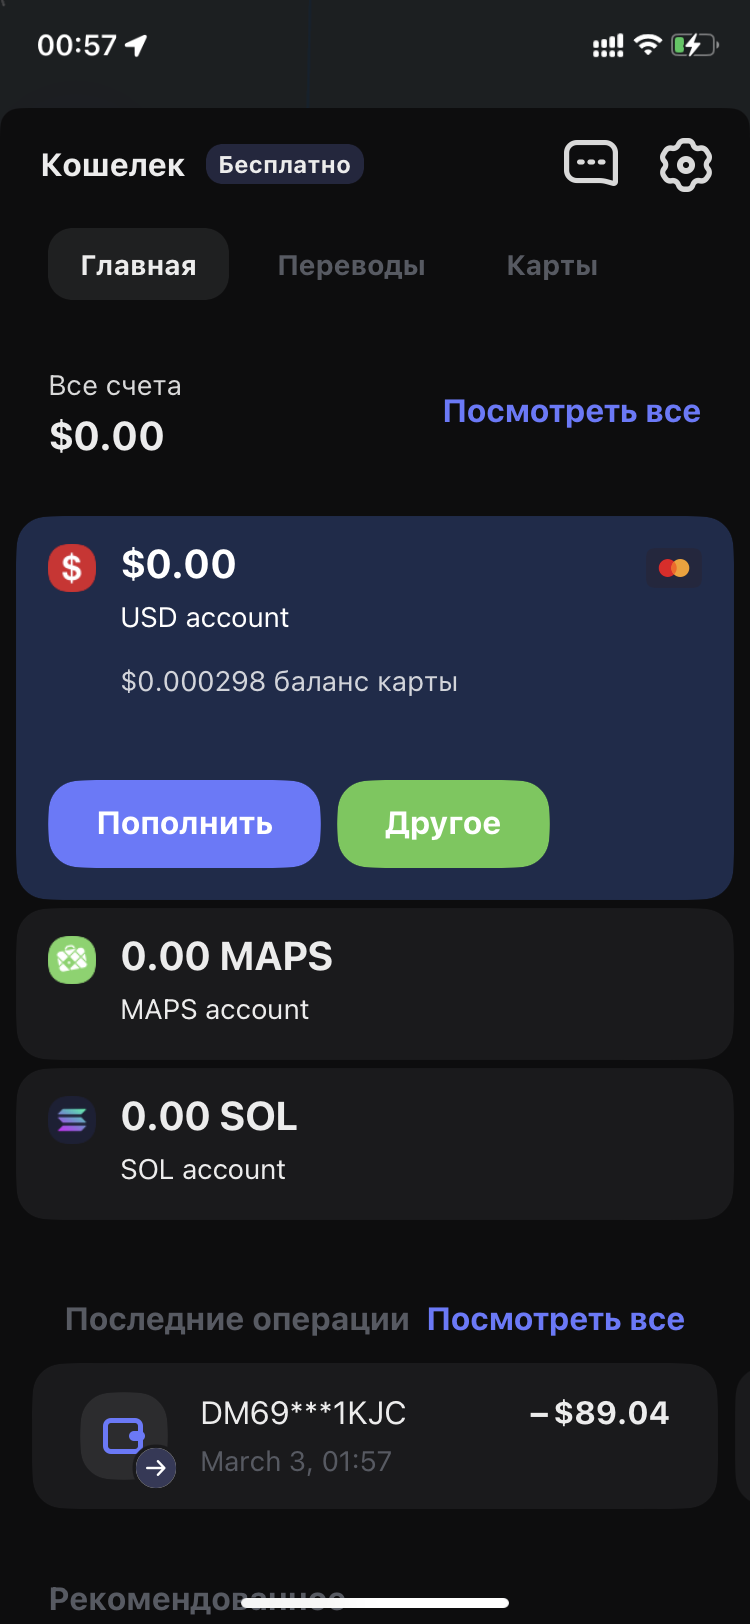 00:57
Кошелек Бесплатно
Главная Переводы Карты
Все счета
$0.00
Посмотреть все
$
$0.00
USD account
$0.000298 баланс карты
Пополнить Другое
0.00 MAPS
MAPS account
0.00 SOL
SOL account
Последние операции Посмотреть все
DM69***1KJC –$89.04
March 3, 01:57
Рекомендованное